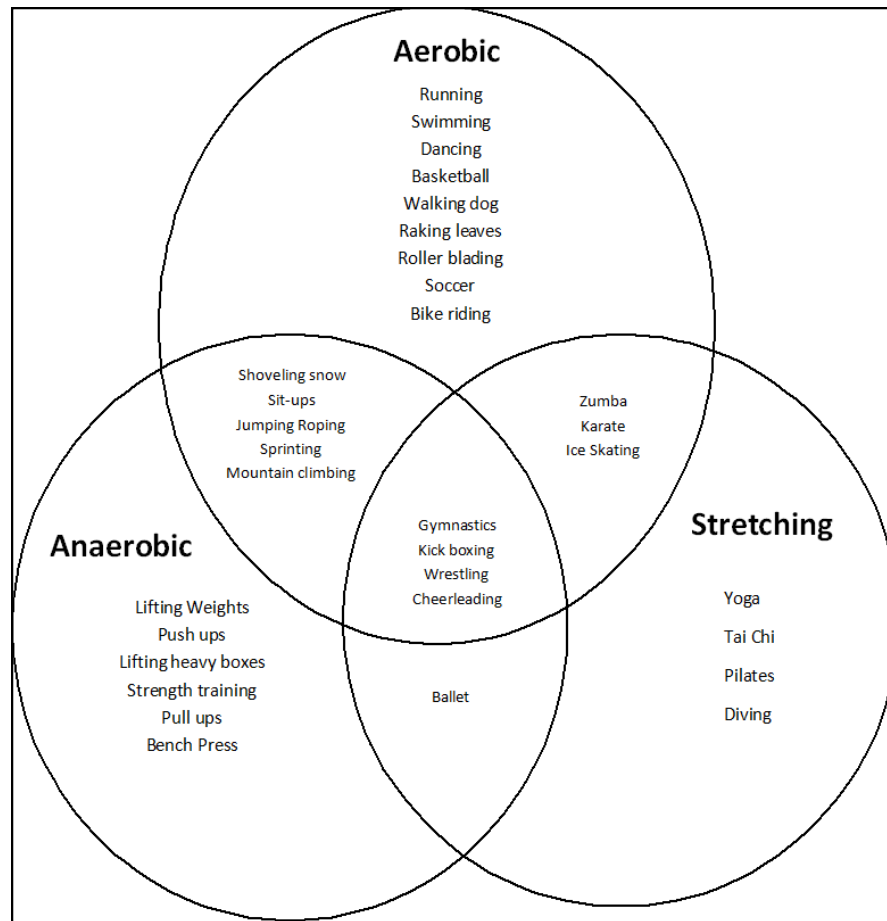 Aerobic
Running
Swimming
Dancing
Basketball
Walking dog
Raking leaves
Roller blading
Soccer
Bike riding
Shoveling snow
Sit-ups
Jumping Roping
Sprinting
Mountain climbing
Zumba
Karate
Ice Skating
Gymnastics
Kick boxing
Wrestling
Cheerleading
Anaerobic
Lifting Weights
Push ups
Lifting heavy boxes
Strength training
Pull ups
Bench Press
Ballet
Stretching
Yoga
Tai Chi
Pilates
Diving